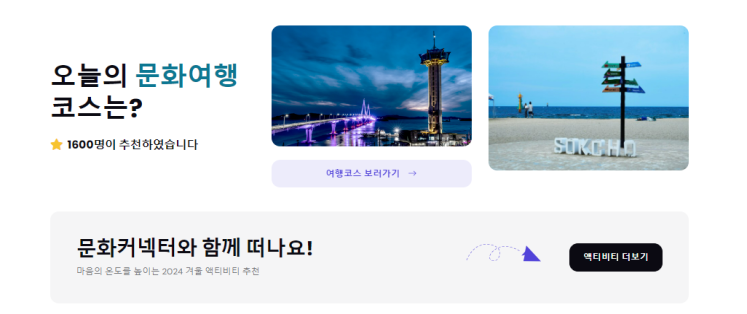 오늘의 문화여행
코스는?
1600명이 추천하였습니다
여행코스 보러가기 →
SOKCHO
문화커넥터와 함께 떠나요!
마음의 온도를 높이는 2024 겨울 액티비티 추천
액티비티 더보기